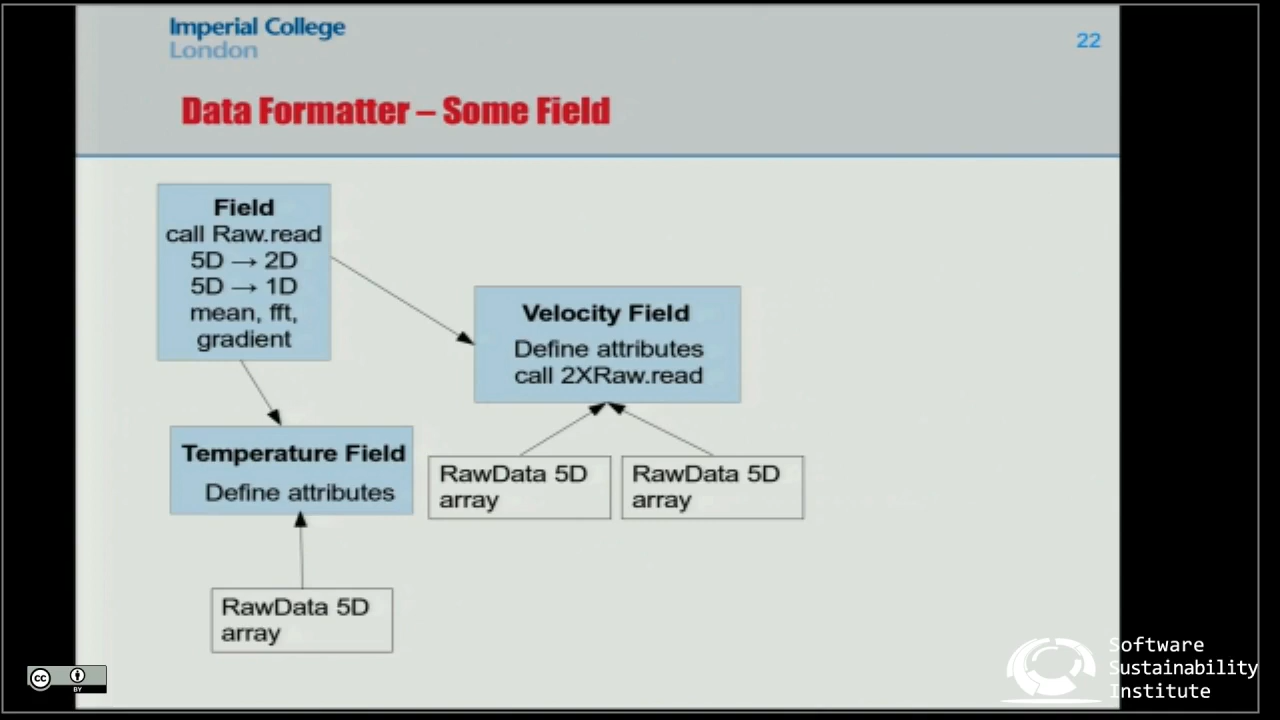 Imperial College
London
22
Data Formatter – Some Field
Field
call Raw.read
5D → 2D
5D → 1D
mean, fft,
gradient
Velocity Field
Define attributes
call 2XRaw.read
Temperature Field
Define attributes
RawData 5D
array
RawData 5D
array
RawData 5D
array
cc
BY
Software
Sustainability
Institute